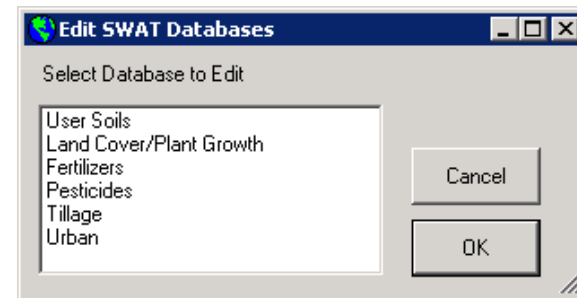 Edit SWAT Databases
Select Database to Edit
User Soils
Land Cover/Plant Growth
Fertilizers
Pesticides
Tillage
Urban
Cancel
OK